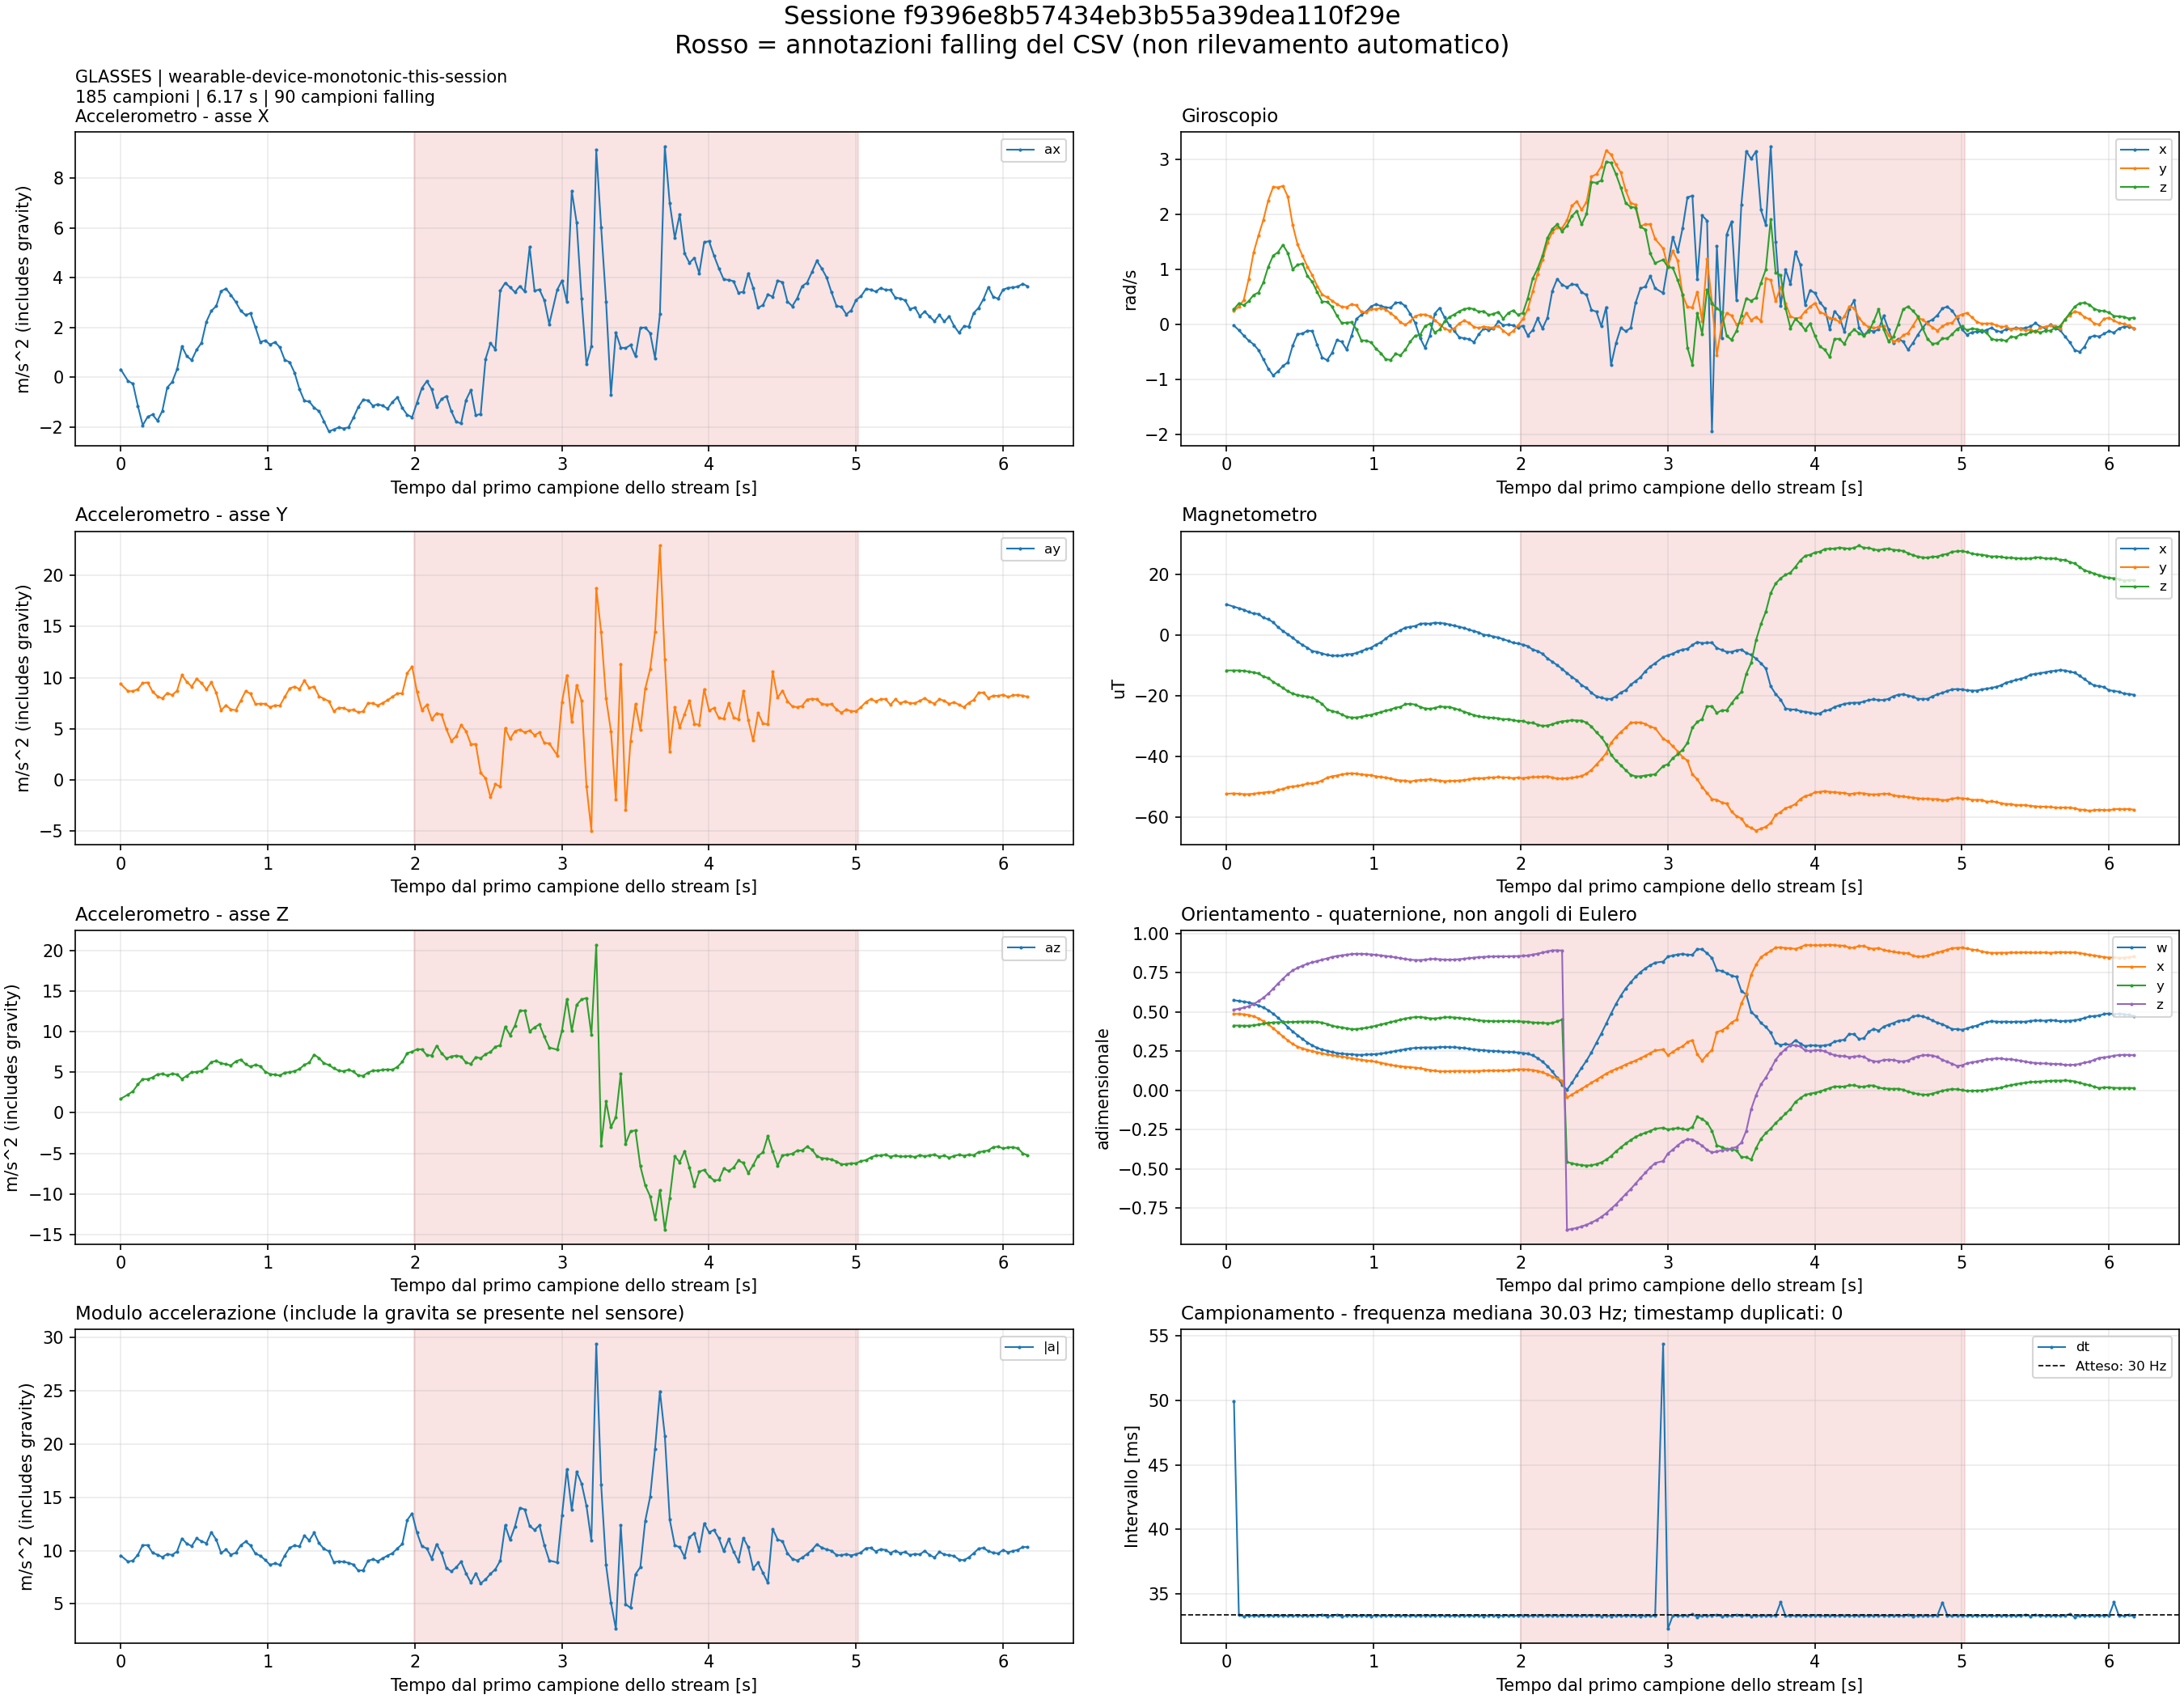 Sessione f9396e8b57434eb3b55a39dea110f29e
Rosso = annotazioni falling del CSV (non rilevamento automatico)
GLASSES | wearable-device-monotonic-this-session
185 campioni | 6.17 s | 90 campioni falling
Accelerometro - asse X
m/s^2 (includes gravity)
8
6
4
2
0
−2
ax
0 1 2 3 4 5 6
Tempo dal primo campione dello stream [s]
Giroscopio
rad/s
3
2
1
0
−1
−2
x
y
z
0 1 2 3 4 5 6
Tempo dal primo campione dello stream [s]
Accelerometro - asse Y
m/s^2 (includes gravity)
20
15
10
5
0
−5
ay
0 1 2 3 4 5 6
Tempo dal primo campione dello stream [s]
Magnetometro
uT
20
0
−20
−40
−60
x
y
z
0 1 2 3 4 5 6
Tempo dal primo campione dello stream [s]
Accelerometro - asse Z
m/s^2 (includes gravity)
20
15
10
5
0
−5
−10
−15
az
0 1 2 3 4 5 6
Tempo dal primo campione dello stream [s]
Orientamento - quaternione, non angoli di Eulero
adimensionale
1.00
0.75
0.50
0.25
0.00
−0.25
−0.50
−0.75
w
x
y
z
0 1 2 3 4 5 6
Tempo dal primo campione dello stream [s]
Modulo accelerazione (include la gravita se presente nel sensore)
m/s^2 (includes gravity)
30
25
20
15
10
5
|a|
0 1 2 3 4 5 6
Tempo dal primo campione dello stream [s]
Campionamento - frequenza mediana 30.03 Hz; timestamp duplicati: 0
Intervallo [ms]
55
50
45
40
35
dt
Atteso: 30 Hz
0 1 2 3 4 5 6
Tempo dal primo campione dello stream [s]